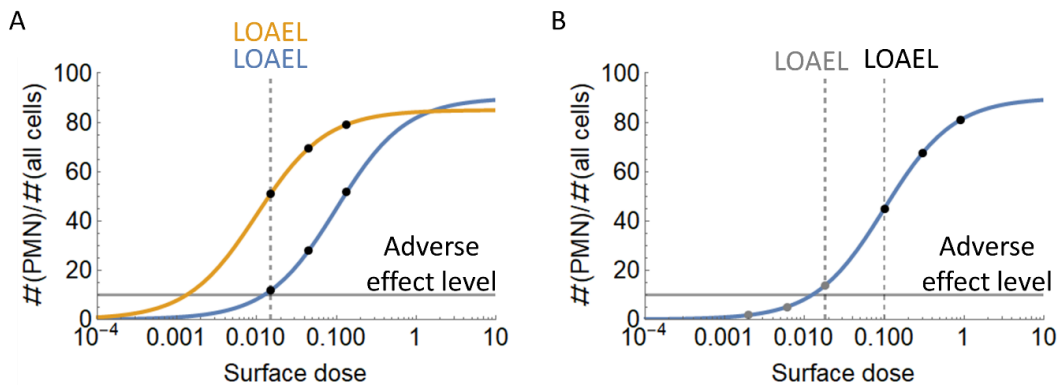 A
LOAEL
LOAEL
#(PMN)/#(all cells)
100
80
60
40
20
0
Adverse
effect level
10⁻⁴
0.001
0.010
0.100
1
10
Surface dose
B
LOAEL
LOAEL
#(PMN)/#(all cells)
100
80
60
40
20
0
Adverse
effect level
10⁻⁴
0.001
0.010
0.100
1
10
Surface dose